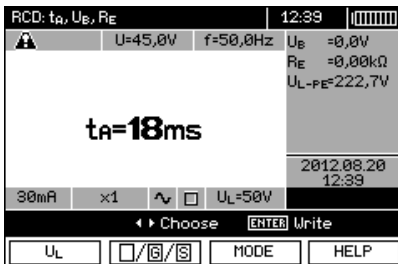 RCD: tA, UB, RE 12:39
U=45,0V f=50,0Hz
UB =0,0V
RE =0,00kΩ
UL-PE=222,7V
tA=18ms
2012.08.20
12:39
30mA x1 UL=50V
Choose ENTER Write
UL /G/S MODE HELP